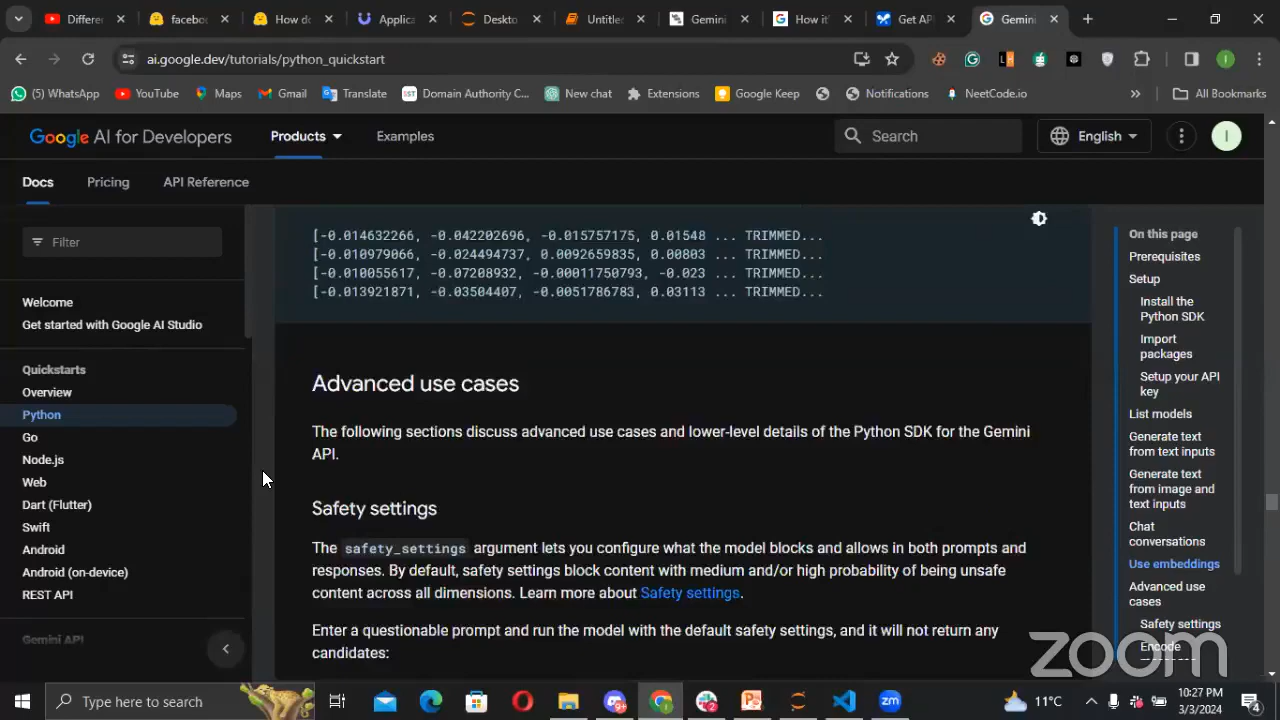 Differer
facebo
How do
Applica
Deskto
Untitle
Gemini
How it'
Get API
Gemini
ai.google.dev/tutorials/python_quickstart
(5) WhatsApp
YouTube
Maps
Gmail
Translate
Domain Authority C...
New chat
Extensions
Google Keep
Notifications
NeetCode.io
All Bookmarks
Google AI for Developers
Products
Examples
Search
English
I
Docs
Pricing
API Reference
Filter
Welcome
Get started with Google AI Studio
Quickstarts
Overview
Python
Go
Node.js
Web
Dart (Flutter)
Swift
Android
Android (on-device)
REST API
Gemini API
[-0.014632266, -0.042202696, -0.015757175, 0.01548 ... TRIMMED...
[-0.010979066, -0.024494737, 0.0092659835, 0.00803 ... TRIMMED...
[-0.010055617, -0.07208932, -0.00011750793, -0.023 ... TRIMMED...
[-0.013921871, -0.03504407, -0.0051786783, 0.03113 ... TRIMMED...
Advanced use cases
The following sections discuss advanced use cases and lower-level details of the Python SDK for the Gemini
API.
Safety settings
The safety_settings argument lets you configure what the model blocks and allows in both prompts and
responses. By default, safety settings block content with medium and/or high probability of being unsafe
content across all dimensions. Learn more about Safety settings.
Enter a questionable prompt and run the model with the default safety settings, and it will not return any
candidates:
On this page
Prerequisites
Setup
Install the
Python SDK
Import
packages
Setup your API
key
List models
Generate text
from text inputs
Generate text
from image and
text inputs
Chat
conversations
Use embeddings
Advanced use
cases
Safety settings
Encode
zoom
Type here to search
11°C
10:27 PM
3/3/2024